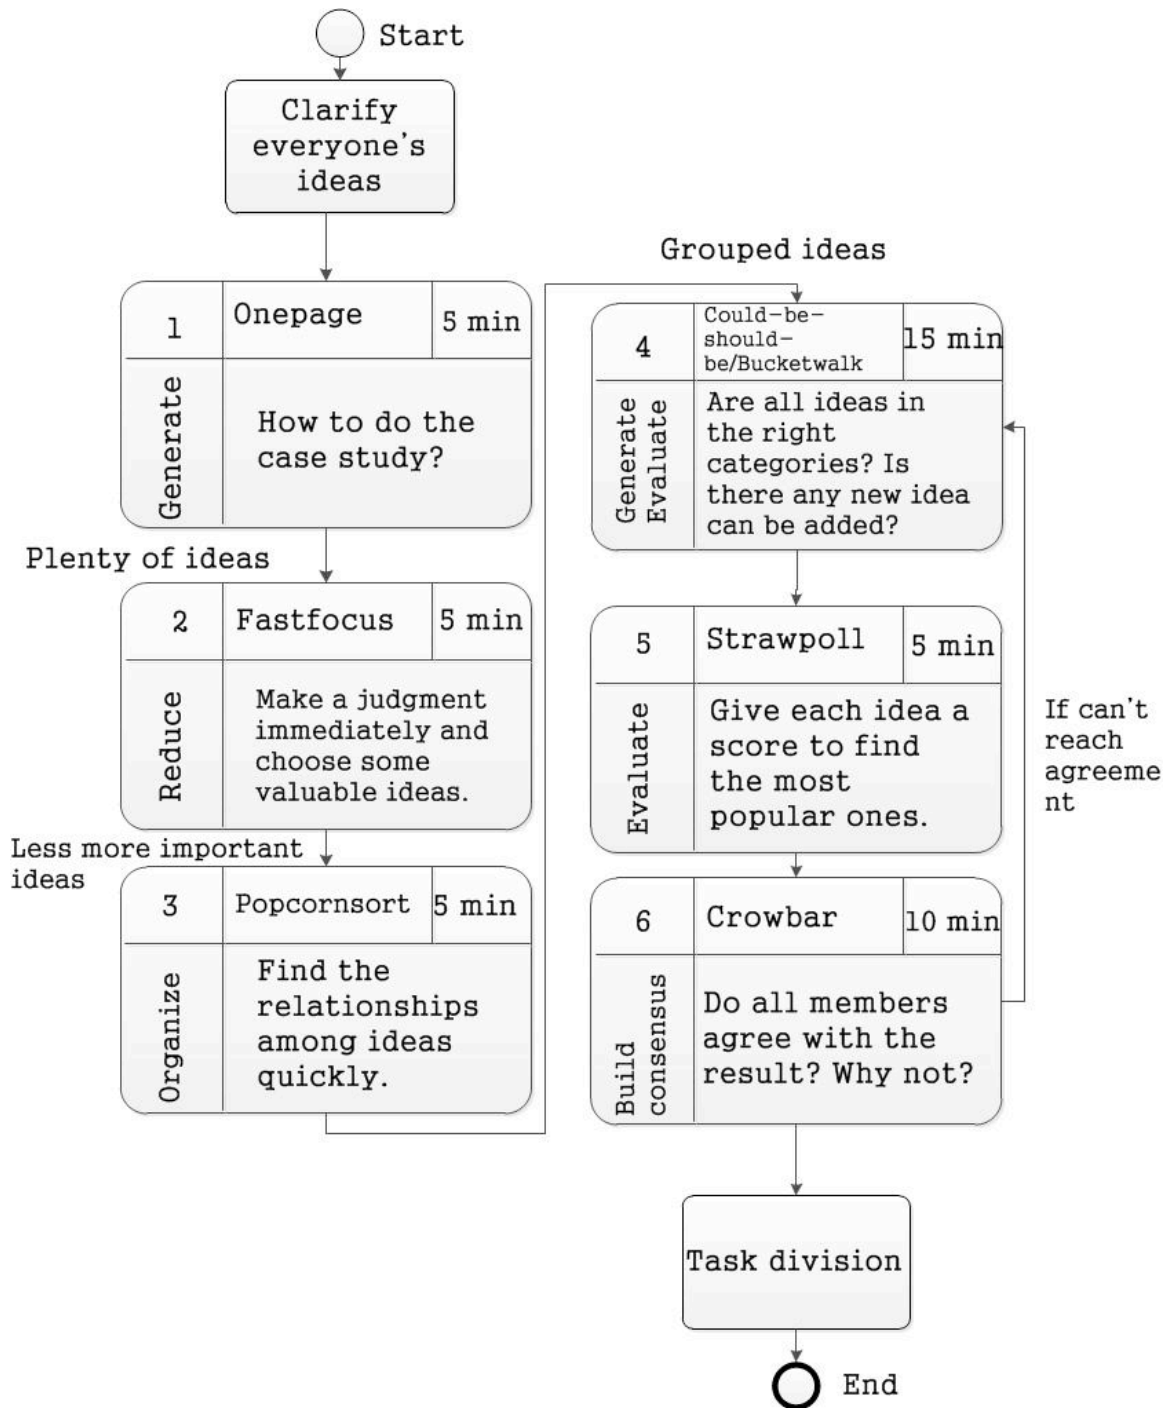 Start
Clarify
everyone's
ideas
1
Onepage
5 min
Generate
How to do the
case study?
Plenty of ideas
2
Fastfocus
5 min
Reduce
Make a judgment
immediately and
choose some
valuable ideas.
Less more important
ideas
3
Popcornsort
5 min
Organize
Find the
relationships
among ideas
quickly.
Grouped ideas
4
Could-be-
should-
be/Bucketwalk
15 min
Generate
Evaluate
Are all ideas in
the right
categories? Is
there any new idea
can be added?
5
Strawpoll
5 min
Evaluate
Give each idea a
score to find
the most
popular ones.
If can't
reach
agreeme
nt
6
Crowbar
10 min
Build
consensus
Do all members
agree with the
result? Why not?
Task division
End